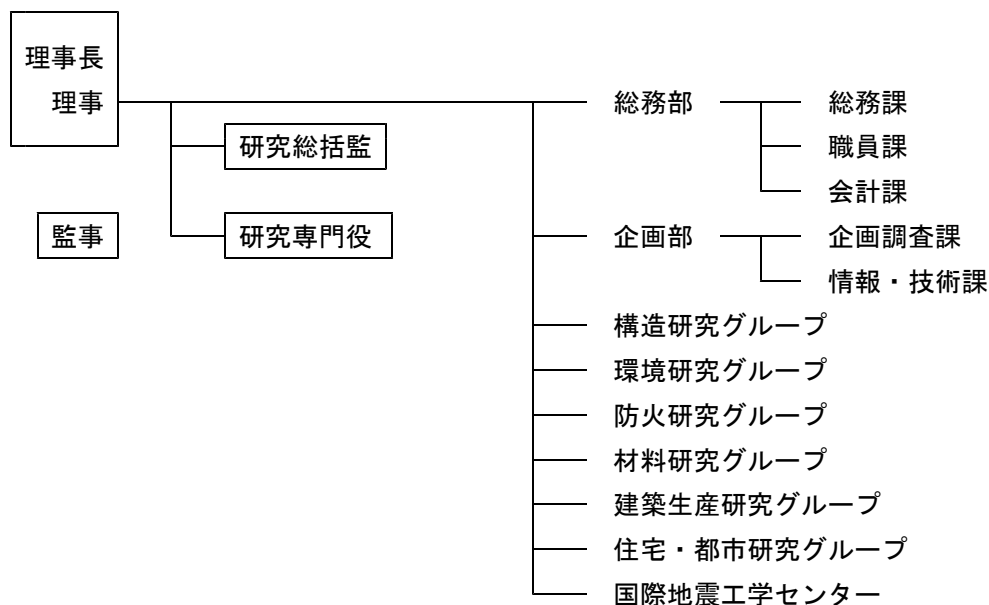 理事長
理事
総務部
総務課
研究総括監
職員課
会計課
監事
研究専門役
企画部
企画調査課
情報・技術課
構造研究グループ
環境研究グループ
防火研究グループ
材料研究グループ
建築生産研究グループ
住宅・都市研究グループ
国際地震工学センター